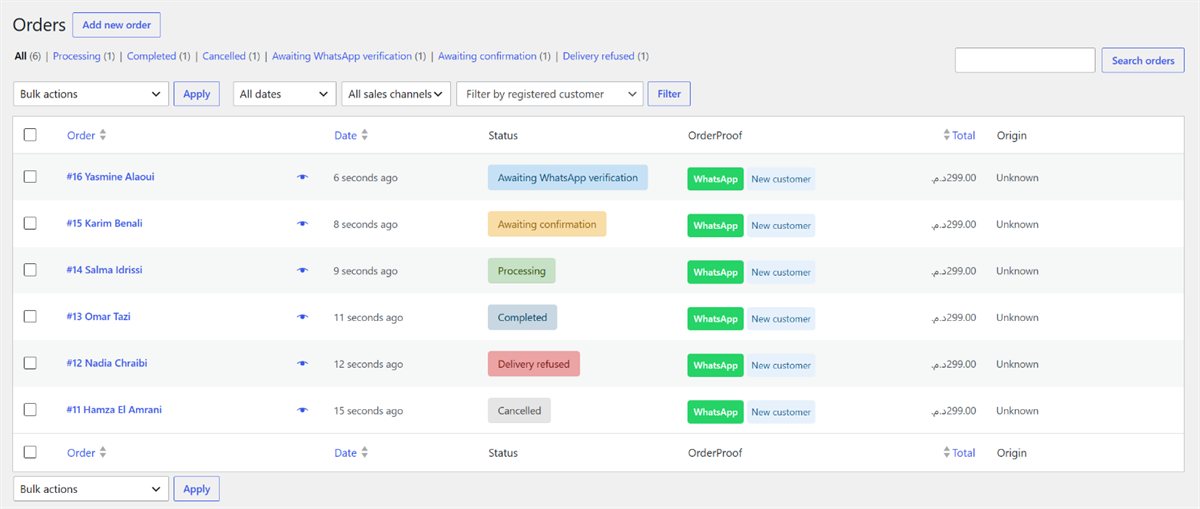 Orders Add new order
All (6) | Processing (1) | Completed (1) | Cancelled (1) | Awaiting WhatsApp verification (1) | Awaiting confirmation (1) | Delivery refused (1)
Search orders
Bulk actions Apply All dates All sales channels Filter by registered customer Filter
Order Date Status OrderProof Total Origin
#16 Yasmine Alaoui 6 seconds ago Awaiting WhatsApp verification WhatsApp New customer د.م.299.00 Unknown
#15 Karim Benali 8 seconds ago Awaiting confirmation WhatsApp New customer د.م.299.00 Unknown
#14 Salma Idrissi 9 seconds ago Processing WhatsApp New customer د.م.299.00 Unknown
#13 Omar Tazi 11 seconds ago Completed WhatsApp New customer د.م.299.00 Unknown
#12 Nadia Chraibi 12 seconds ago Delivery refused WhatsApp New customer د.م.299.00 Unknown
#11 Hamza El Amrani 15 seconds ago Cancelled WhatsApp New customer د.م.299.00 Unknown
Order Date Status OrderProof Total Origin
Bulk actions Apply